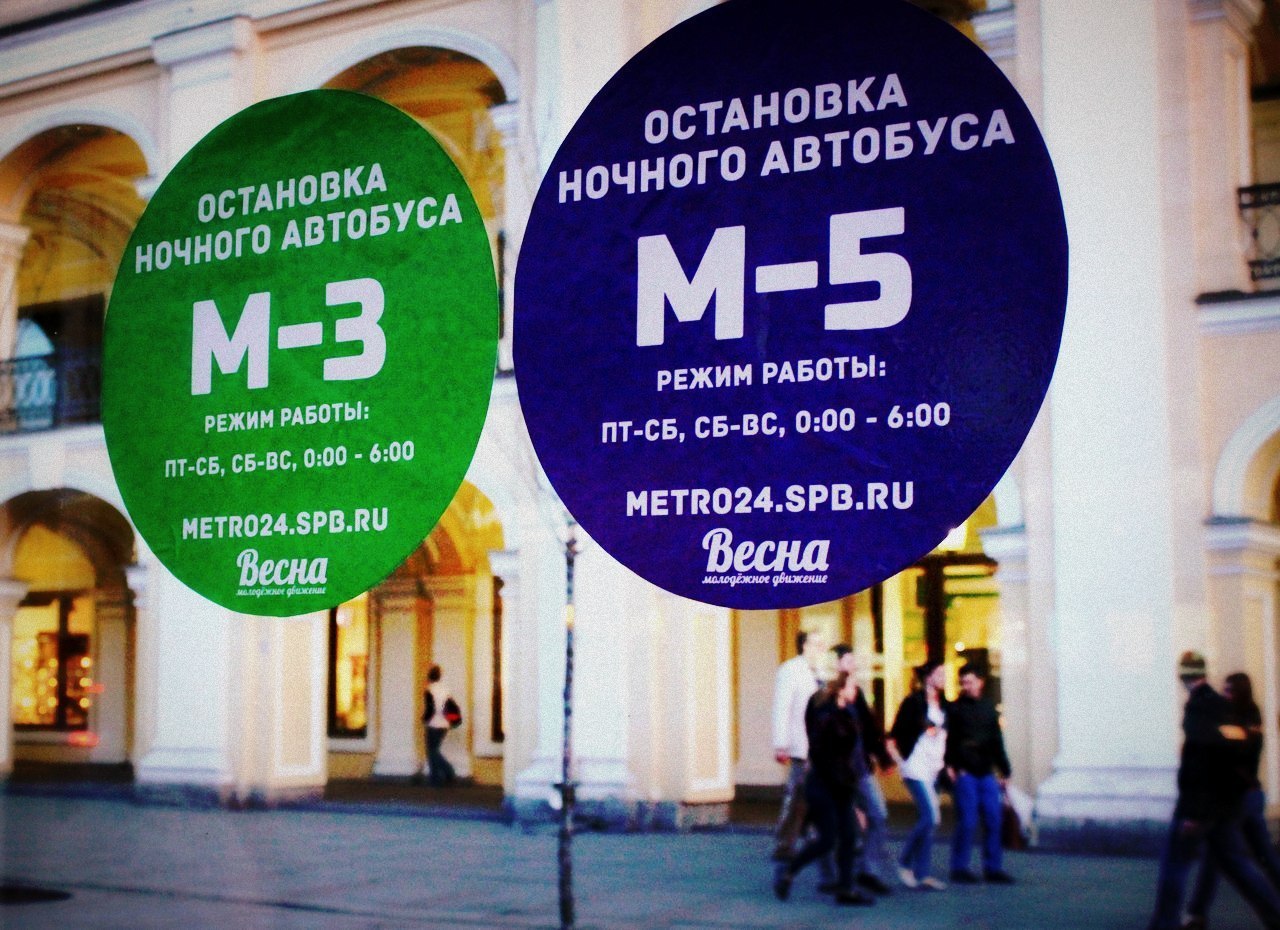 ОСТАНОВКА
НОЧНОГО АВТОБУСА
М-3
РЕЖИМ РАБОТЫ:
ПТ-СБ, СБ-ВС, 0:00 - 6:00
METRO24.SPB.RU
Весна
молодёжное движение
ОСТАНОВКА
НОЧНОГО АВТОБУСА
М-5
РЕЖИМ РАБОТЫ:
ПТ-СБ, СБ-ВС, 0:00 - 6:00
METRO24.SPB.RU
Весна
молодёжное движение